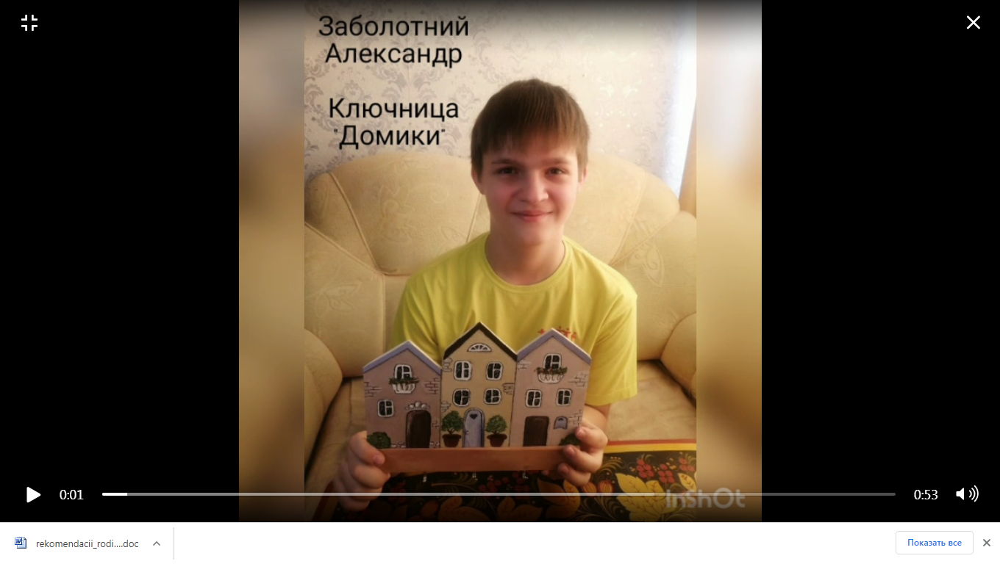 Заболотний
Александр
Ключница
"Домики"
InShOt
0:01
0:53
rekomendacii_rodi....doc
Показать все